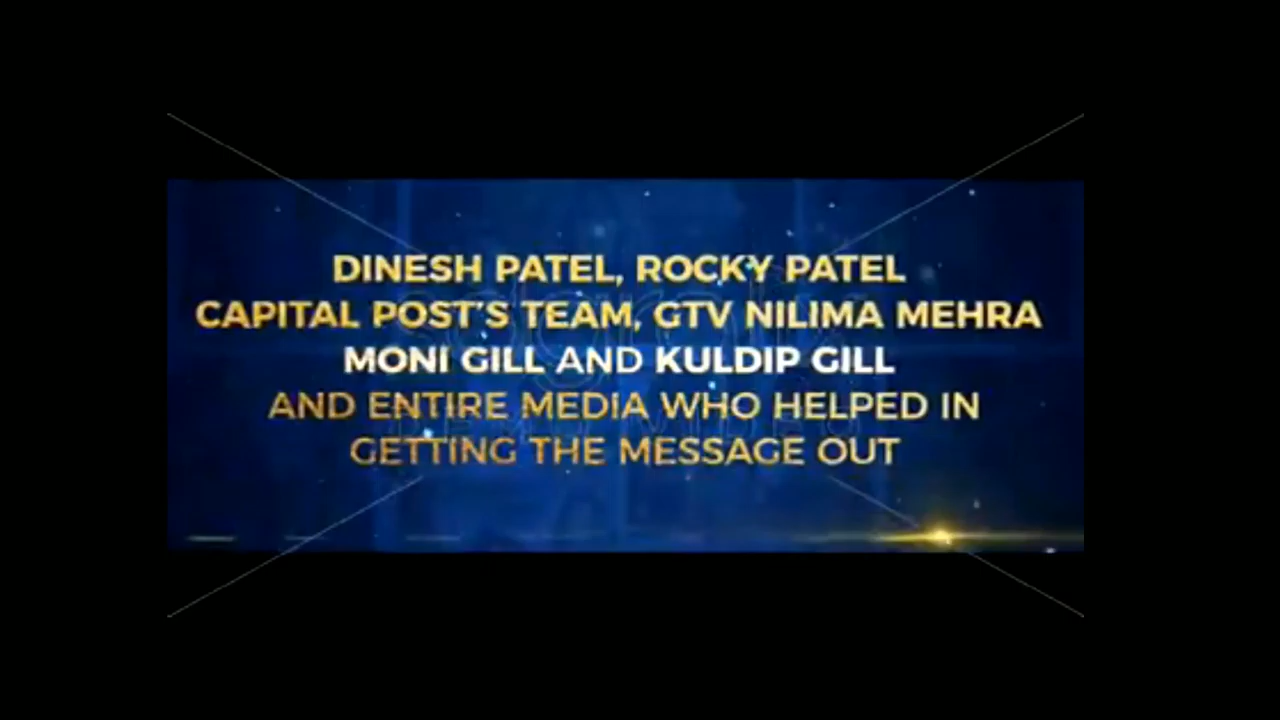 DINESH PATEL, ROCKY PATEL
CAPITAL POST'S TEAM, GTV NILIMA MEHRA
MONI GILL AND KULDIP GILL
AND ENTIRE MEDIA WHO HELPED IN
GETTING THE MESSAGE OUT